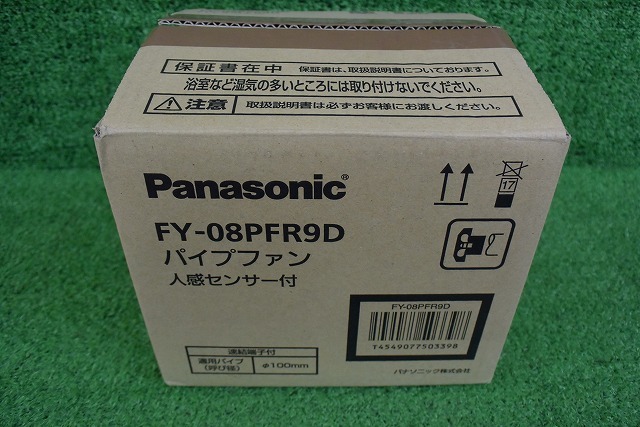 保証書在中 保証書は、取扱説明書についております。
浴室など湿気の多いところには取り付けないでください。
注意 取扱説明書は必ずお客様にお渡しください。
Panasonic®
17
FY-08PFR9D
パイプファン
人感センサー付
FY-08PFR9D
T4549077503398
速結端子付
適用パイプ(呼び径) φ100mm
パナソニック株式会社